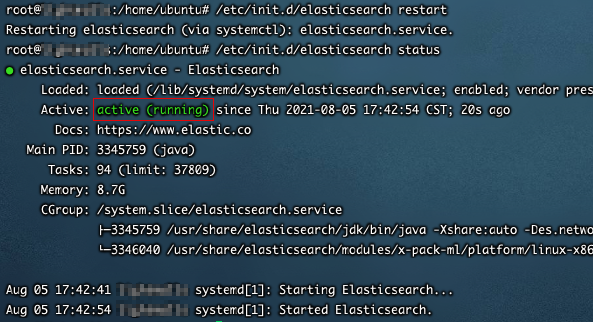 root@:/home/ubuntu# /etc/init.d/elasticsearch restart
Restarting elasticsearch (via systemctl): elasticsearch.service.
root@:/home/ubuntu# /etc/init.d/elasticsearch status
● elasticsearch.service - Elasticsearch
Loaded: loaded (/lib/systemd/system/elasticsearch.service; enabled; vendor pres
Active: active (running) since Thu 2021-08-05 17:42:54 CST; 20s ago
Docs: https://www.elastic.co
Main PID: 3345759 (java)
Tasks: 94 (limit: 37809)
Memory: 8.7G
CGroup: /system.slice/elasticsearch.service
├─3345759 /usr/share/elasticsearch/jdk/bin/java -Xshare:auto -Des.netwo
└─3346040 /usr/share/elasticsearch/modules/x-pack-ml/platform/linux-x86
Aug 05 17:42:41 systemd[1]: Starting Elasticsearch...
Aug 05 17:42:54 systemd[1]: Started Elasticsearch.